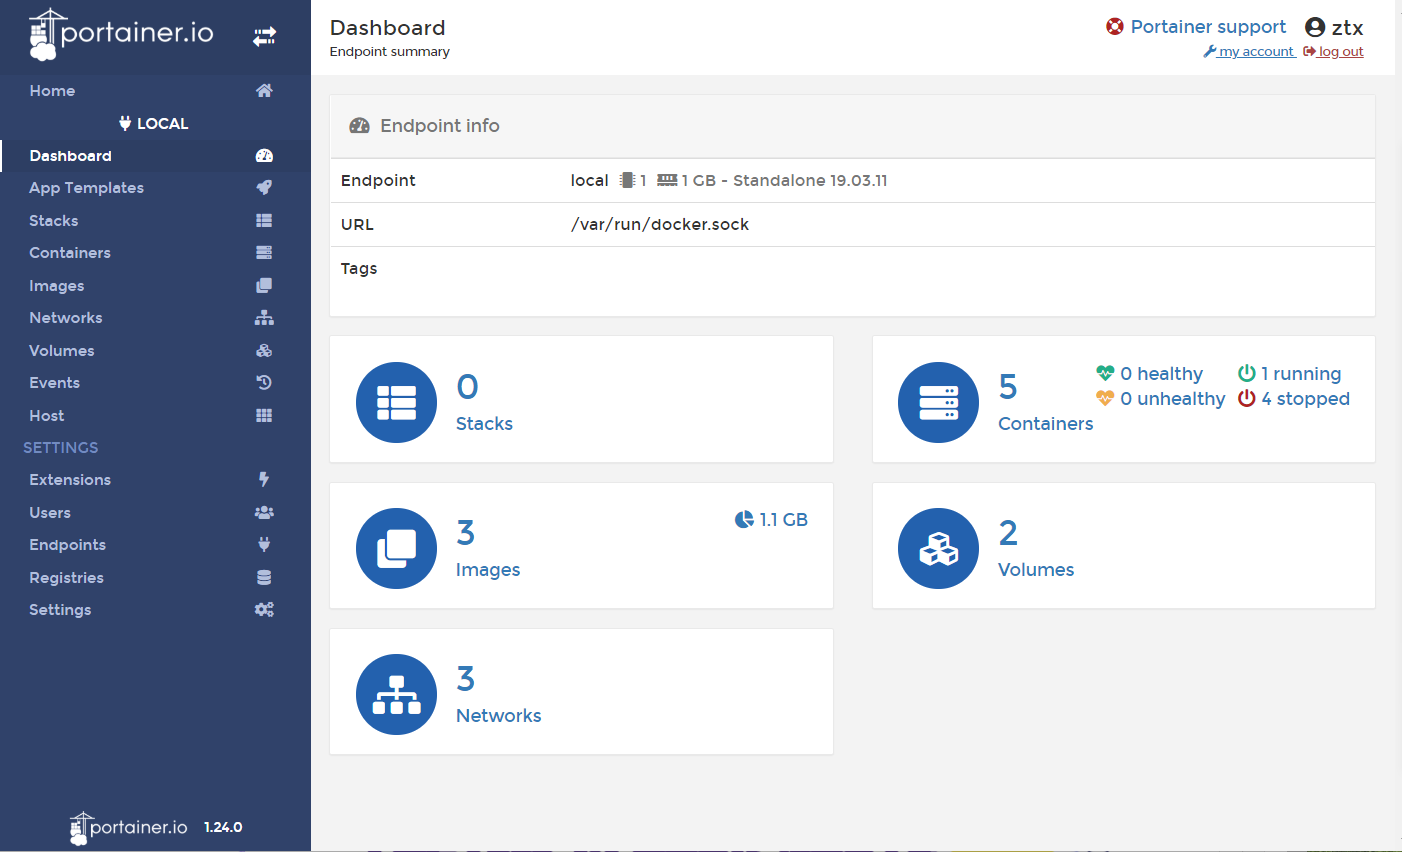 portainer.io
Home
LOCAL
Dashboard
App Templates
Stacks
Containers
Images
Networks
Volumes
Events
Host
SETTINGS
Extensions
Users
Endpoints
Registries
Settings
portainer.io 1.24.0
Dashboard
Endpoint summary
Portainer support ztx
my account log out
Endpoint info
Endpoint local 1 1 GB - Standalone 19.03.11
URL /var/run/docker.sock
Tags
0
Stacks
5
Containers
0 healthy 1 running
0 unhealthy 4 stopped
3
Images
1.1 GB
2
Volumes
3
Networks